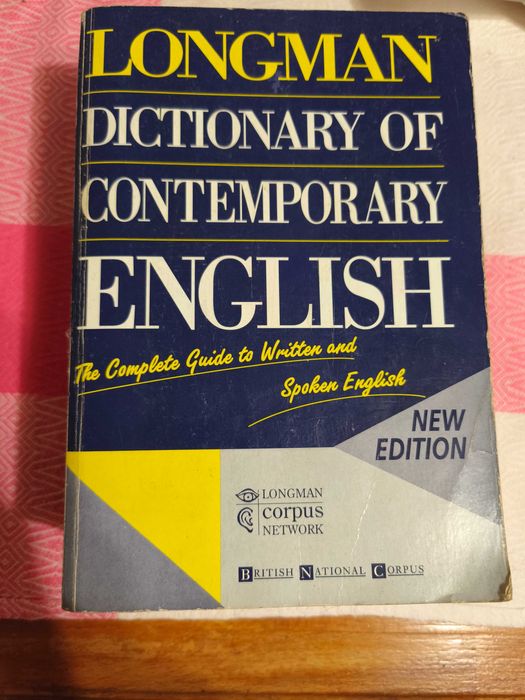 LONGMAN
DICTIONARY OF
CONTEMPORARY
ENGLISH
The Complete Guide to Written and
Spoken English
NEW
EDITION
LONGMAN
corpus
NETWORK
BRITISH NATIONAL CORPUS